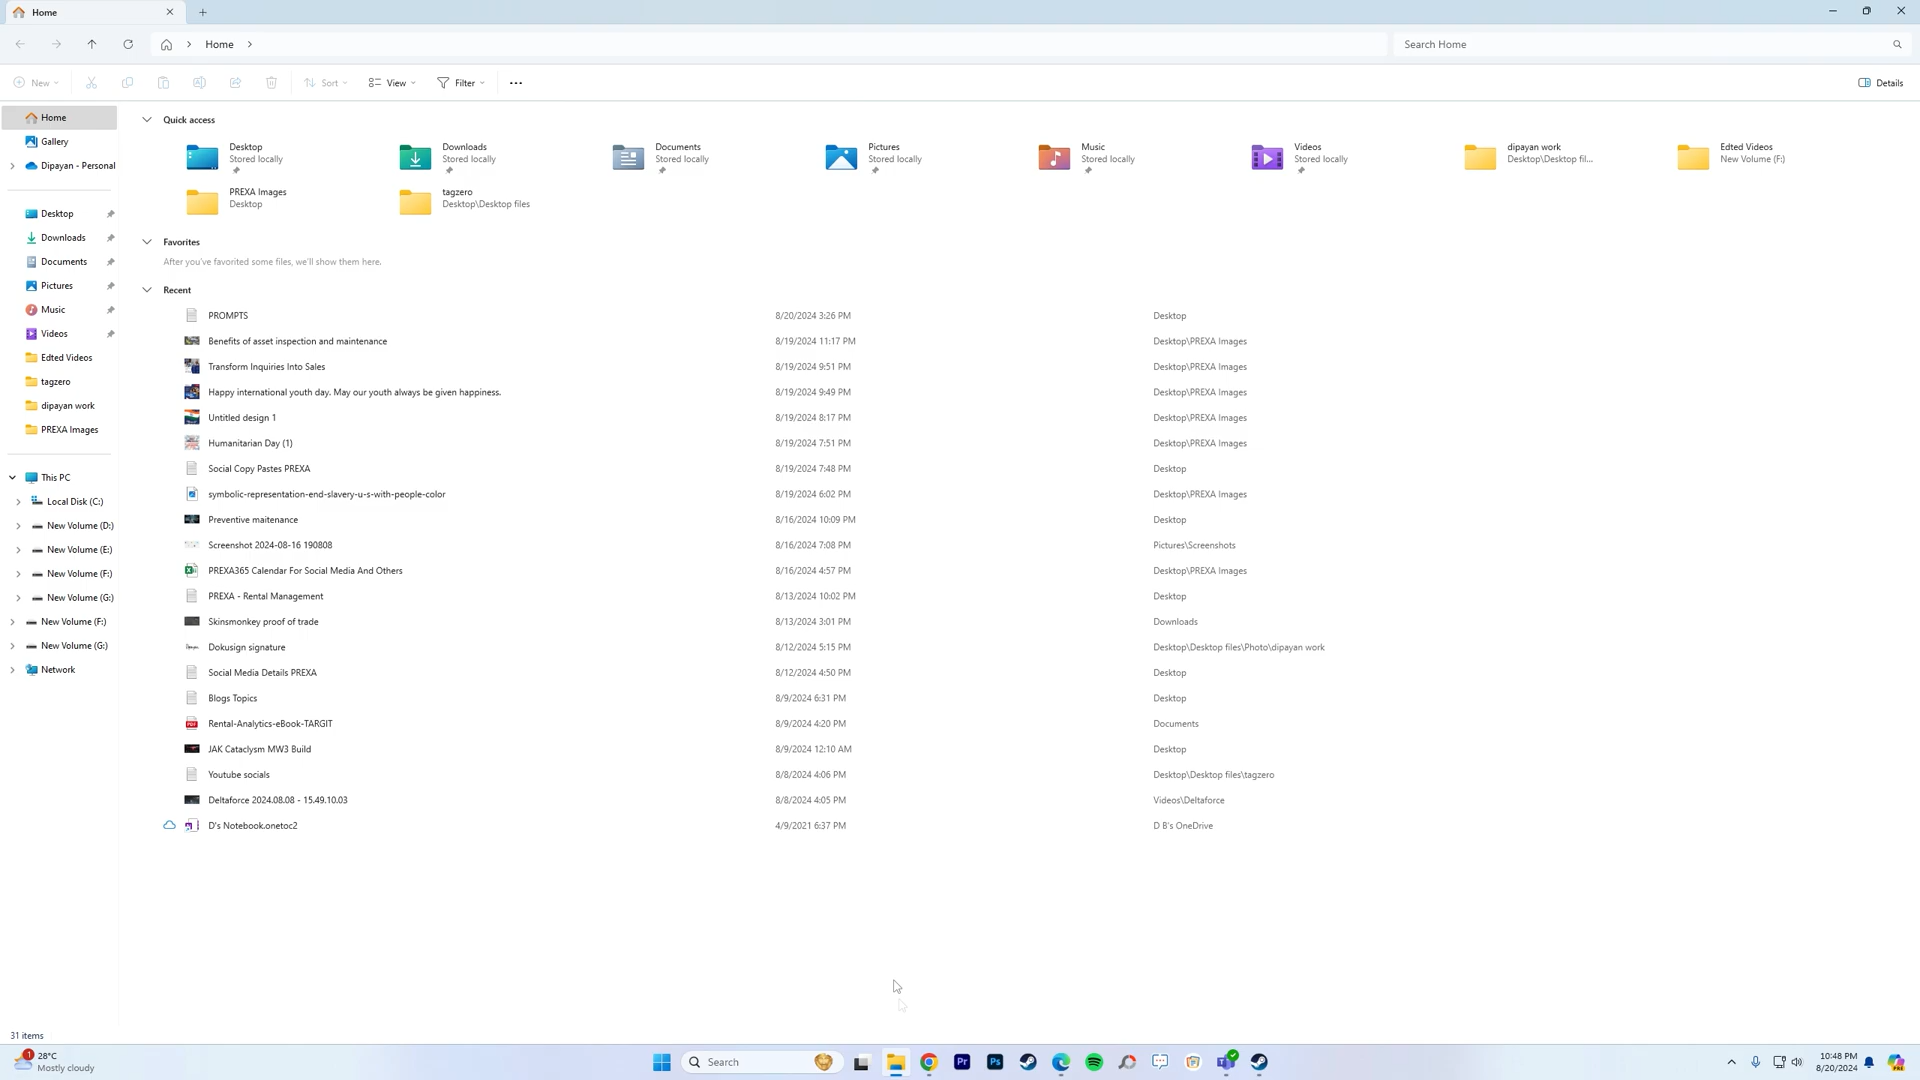 Home
Home
Search Home
New
Sort
View
Filter
Details
Home
Gallery
Dipayan - Personal
Desktop
Downloads
Documents
Pictures
Music
Videos
Edted Videos
tagzero
dipayan work
PREXA Images
This PC
Local Disk (C:)
New Volume (D:)
New Volume (E:)
New Volume (F:)
New Volume (G:)
New Volume (F:)
New Volume (G:)
Network
Quick access
Desktop
Stored locally
Downloads
Stored locally
Documents
Stored locally
Pictures
Stored locally
Music
Stored locally
Videos
Stored locally
dipayan work
Desktop\Desktop fil...
Edted Videos
New Volume (F:)
PREXA Images
Desktop
tagzero
Desktop\Desktop files
Favorites
After you've favorited some files, we'll show them here.
Recent
PROMPTS 8/20/2024 3:26 PM Desktop
Benefits of asset inspection and maintenance 8/19/2024 11:17 PM Desktop\PREXA Images
Transform Inquiries Into Sales 8/19/2024 9:51 PM Desktop\PREXA Images
Happy international youth day. May our youth always be given happiness. 8/19/2024 9:49 PM Desktop\PREXA Images
Untitled design 1 8/19/2024 8:17 PM Desktop\PREXA Images
Humanitarian Day (1) 8/19/2024 7:51 PM Desktop\PREXA Images
Social Copy Pastes PREXA 8/19/2024 7:48 PM Desktop
symbolic-representation-end-slavery-u-s-with-people-color 8/19/2024 6:02 PM Desktop\PREXA Images
Preventive maitenance 8/16/2024 10:09 PM Desktop
Screenshot 2024-08-16 190808 8/16/2024 7:08 PM Pictures\Screenshots
PREXA365 Calendar For Social Media And Others 8/16/2024 4:57 PM Desktop\PREXA Images
PREXA - Rental Management 8/13/2024 10:02 PM Desktop
Skinsmonkey proof of trade 8/13/2024 3:01 PM Downloads
Dokusign signature 8/12/2024 5:15 PM Desktop\Desktop files\Photo\dipayan work
Social Media Details PREXA 8/12/2024 4:50 PM Desktop
Blogs Topics 8/9/2024 6:31 PM Desktop
Rental-Analytics-eBook-TARGIT 8/9/2024 4:20 PM Documents
JAK Cataclysm MW3 Build 8/9/2024 12:10 AM Desktop
Youtube socials 8/8/2024 4:06 PM Desktop\Desktop files\tagzero
Deltaforce 2024.08.08 - 15.49.10.03 8/8/2024 4:05 PM Videos\Deltaforce
D's Notebook.onetoc2 4/9/2021 6:37 PM D B's OneDrive
31 items
1
28°C
Mostly cloudy
Search
Pr
Ps
10:48 PM
8/20/2024
PRE